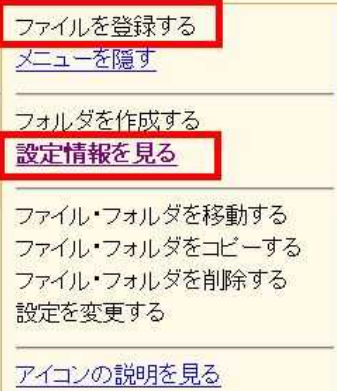 ファイルを登録する
メニューを隠す
フォルダを作成する
設定情報を見る
ファイル・フォルダを移動する
ファイル・フォルダをコピーする
ファイル・フォルダを削除する
設定を変更する
アイコンの説明を見る